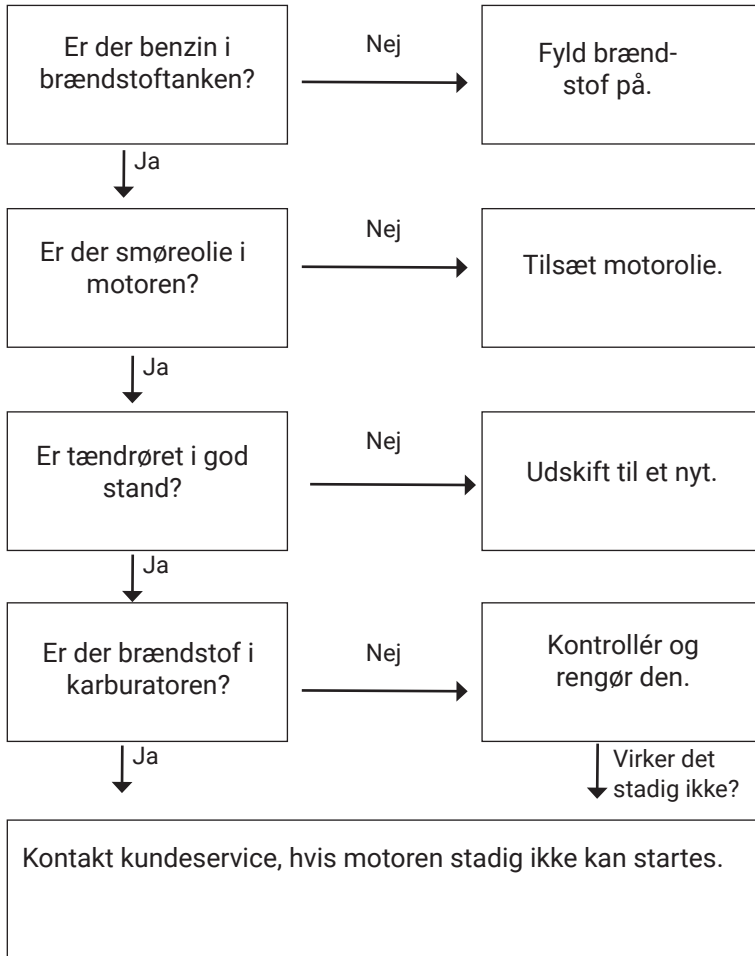 Er der benzin i
brændstoftanken?
Nej
Fyld brænd-
stof på.
Ja
Er der smøreolie i
motoren?
Nej
Tilsæt motorolie.
Ja
Er tændrøret i god
stand?
Nej
Udskift til et nyt.
Ja
Er der brændstof i
karburatoren?
Nej
Kontrollér og
rengør den.
Ja
Virker det
stadig ikke?
Kontakt kundeservice, hvis motoren stadig ikke kan startes.